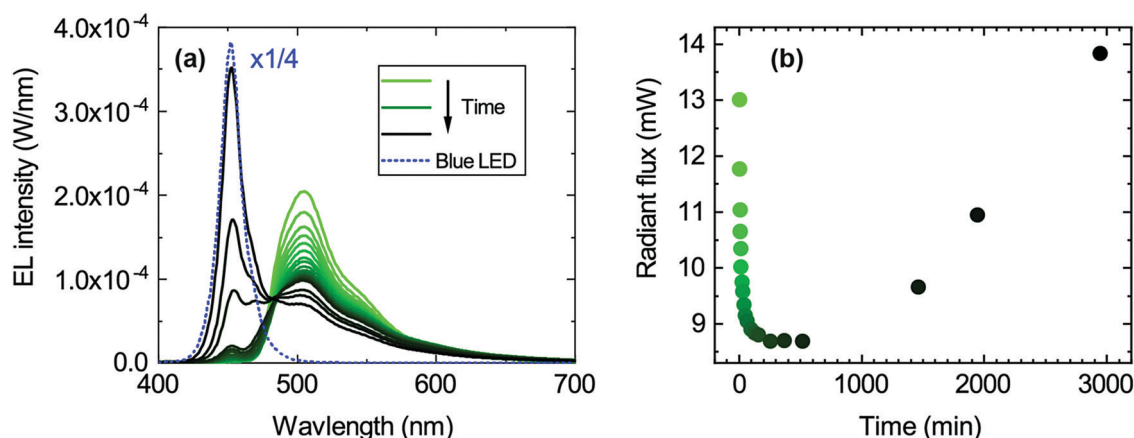 (a)
x1/4
Time
Blue LED
EL intensity (W/nm)
4.0x10-4
3.0x10-4
2.0x10-4
1.0x10-4
0.0
400 500 600 700
Wavlength (nm)
(b)
Radiant flux (mW)
14
13
12
11
10
9
0 1000 2000 3000
Time (min)